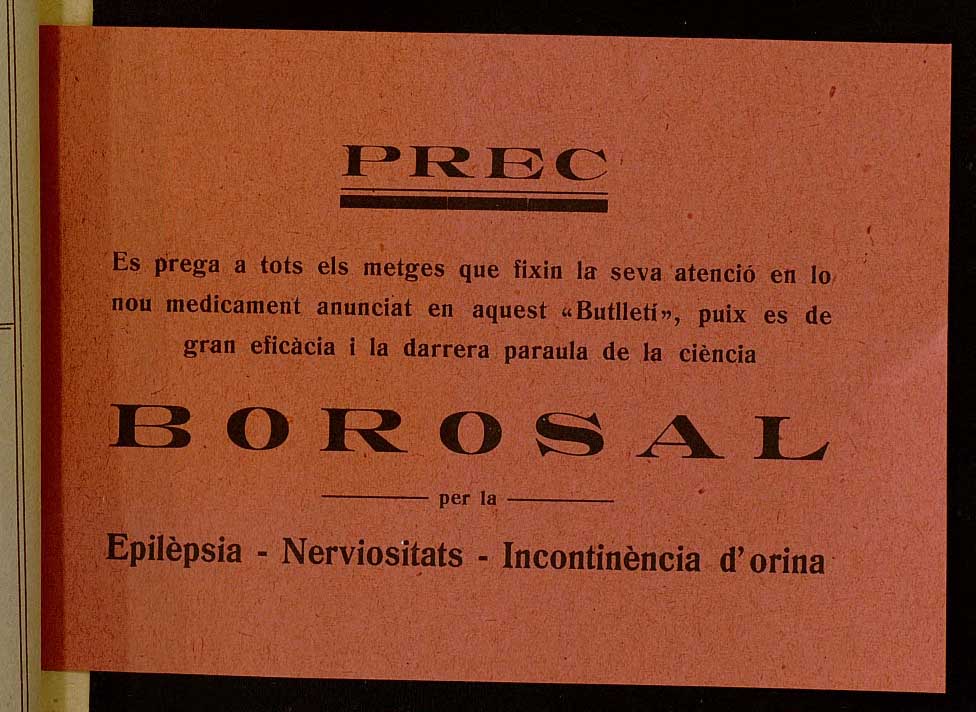 PREC
Es prega a tots els metges que fixin la seva atenció en lo
nou medicament anunciat en aquest «Butlletí», puix es de
gran eficàcia i la darrera paraula de la ciència
BOROSAL
per la
Epilèpsia - Nerviositats - Incontinència d'orina